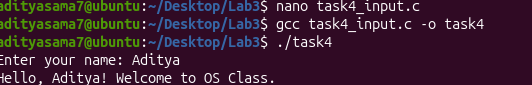 adityasama7@ubuntu:~/Desktop/Lab3$ nano task4_input.c
adityasama7@ubuntu:~/Desktop/Lab3$ gcc task4_input.c -o task4
adityasama7@ubuntu:~/Desktop/Lab3$ ./task4
Enter your name: Aditya
Hello, Aditya! Welcome to OS Class.